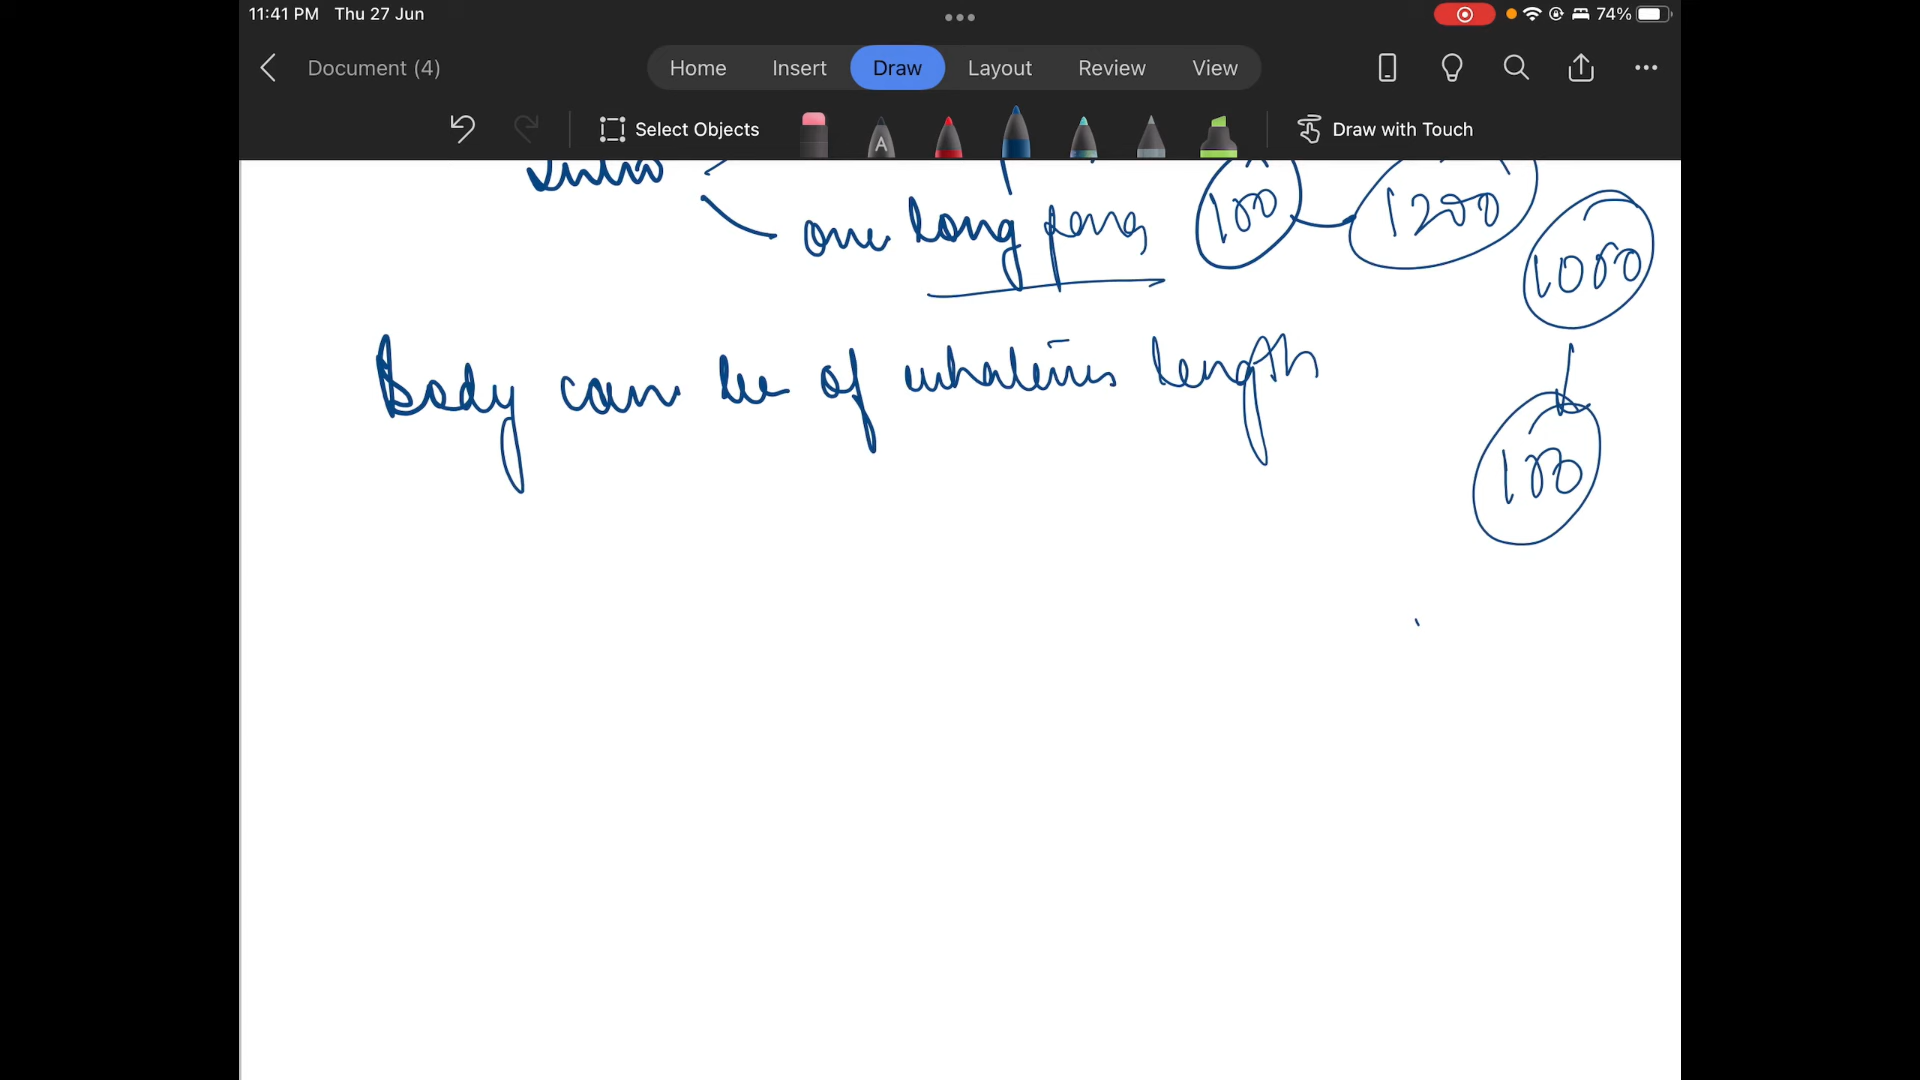 11:41 PM Thu 27 Jun 74%
Document (4) Home Insert Draw Layout Review View
Select Objects A Draw with Touch
one long para 100 1200
1000
Body can be of whatever length
100